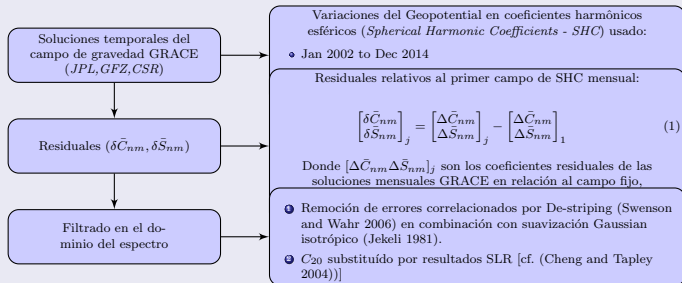 Soluciones temporales del
campo de gravedad GRACE
(JPL,GFZ,CSR)
Variaciones del Geopotential en coeficientes harmônicos
esféricos (Spherical Harmonic Coefficients - SHC) usado:
Jan 2002 to Dec 2014
Residuales (δC̄nm, δS̄nm)
Residuales relativos al primer campo de SHC mensual:
[δC̄nm δS̄nm]j = [ΔC̄nm ΔS̄nm]j − [ΔC̄nm ΔS̄nm]1 (1)
Donde [ΔC̄nmΔS̄nm]j son los coeficientes residuales de las
soluciones mensuales GRACE en relación al campo fijo,
Filtrado en el do-
minio del espectro
1 Remoción de errores correlacionados por De-striping (Swenson
and Wahr 2006) en combinación con suavización Gaussian
isotrópico (Jekeli 1981).
2 C20 substituído por resultados SLR [cf. (Cheng and Tapley
2004))]